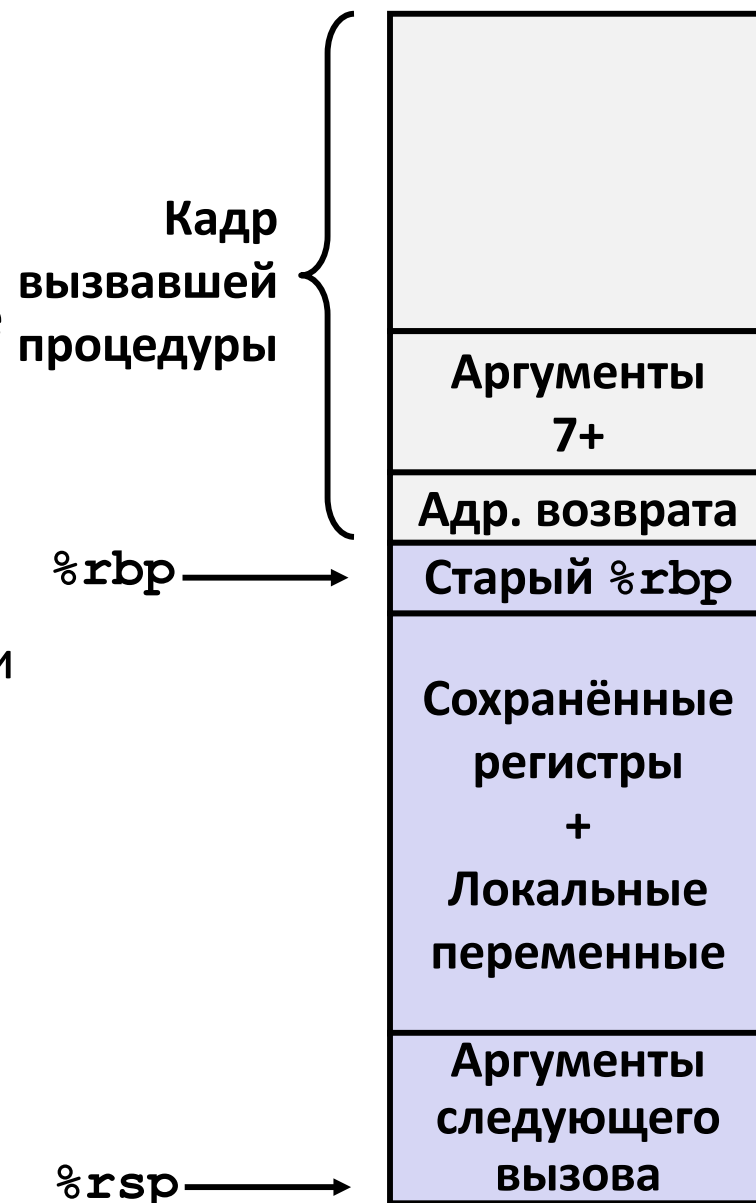 Кадр
вызвавшей
процедуры
Аргументы
7+
Адр. возврата
%rbp
Старый %rbp
и
Сохранённые
регистры
+
Локальные
переменные
Аргументы
следующего
вызова
%rsp